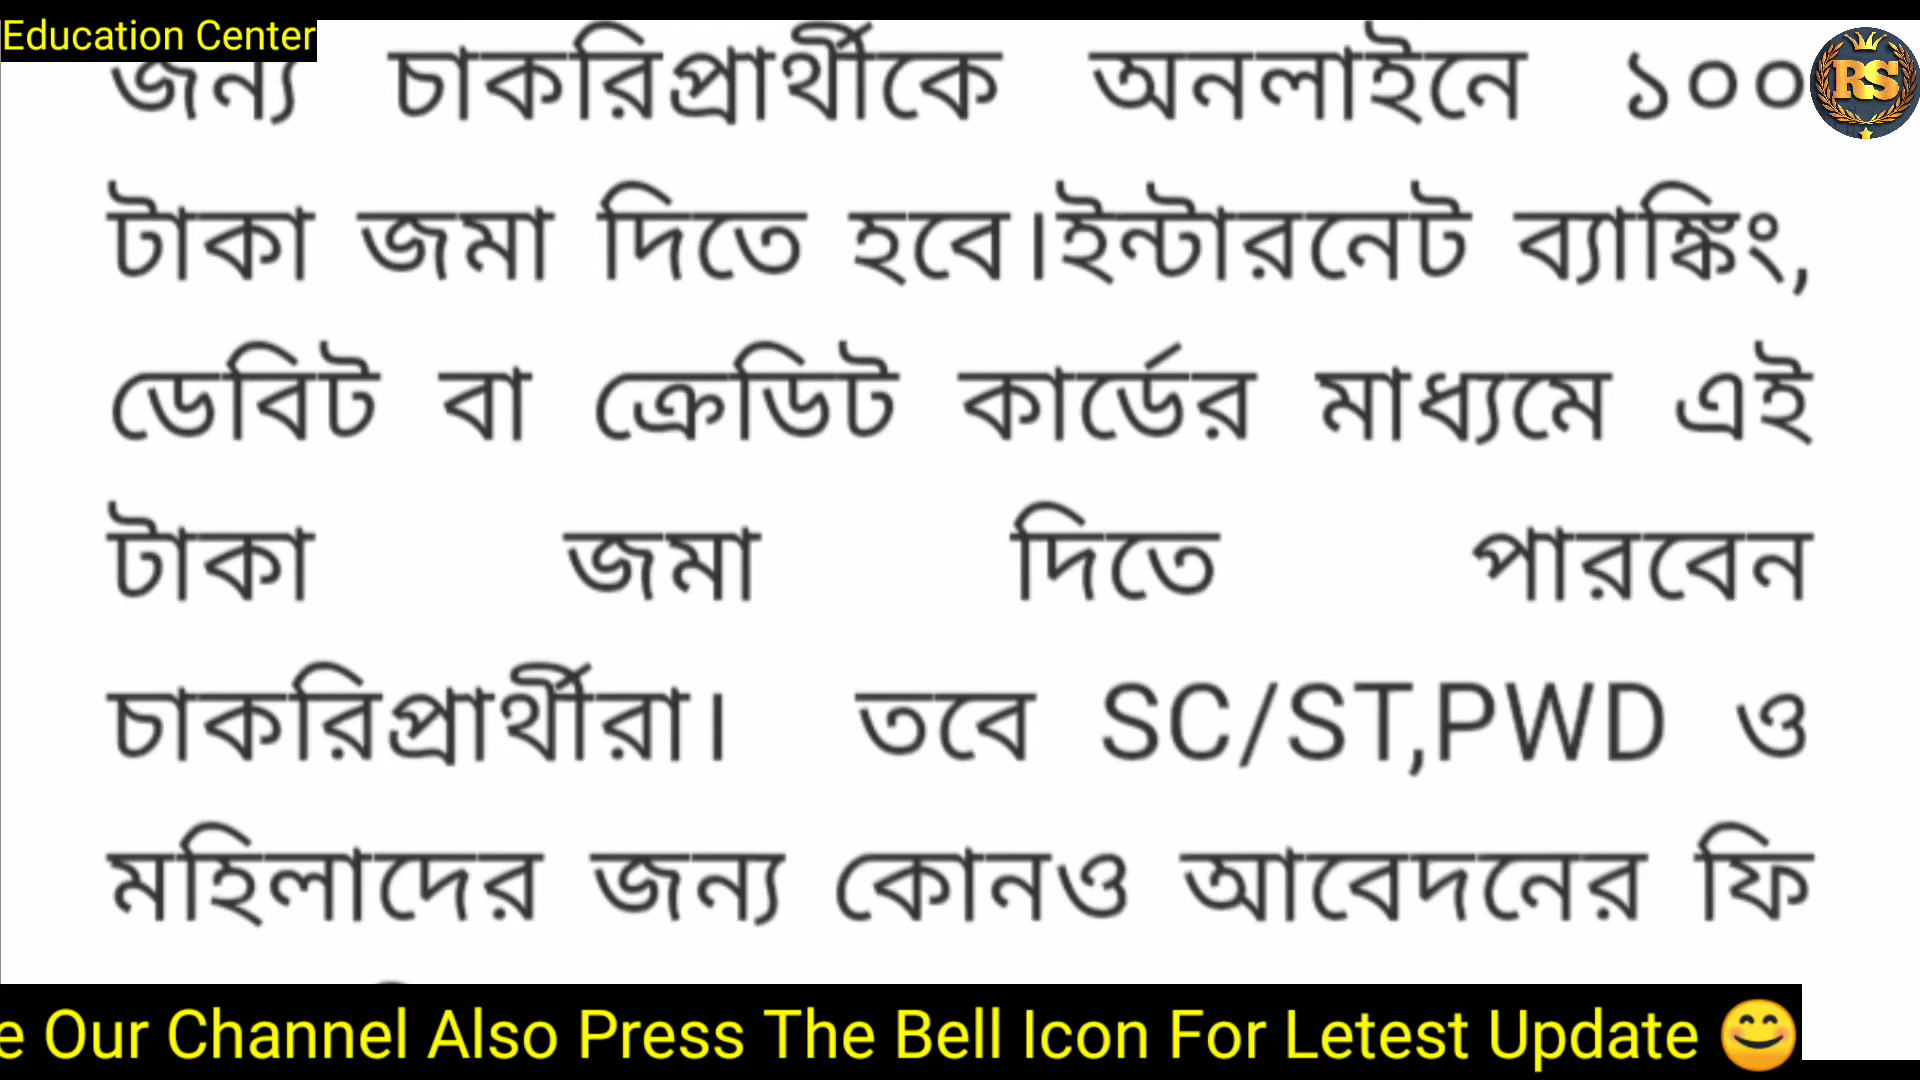 Education Center
জন্য চাকরিপ্রার্থীকে অনলাইনে ১০০
RS
টাকা জমা দিতে হবে।ইন্টারনেট ব্যাঙ্কিং,
ডেবিট বা ক্রেডিট কার্ডের মাধ্যমে এই
টাকা জমা দিতে পারবেন
চাকরিপ্রার্থীরা। তবে SC/ST,PWD ও
মহিলাদের জন্য কোনও আবেদনের ফি
e Our Channel Also Press The Bell Icon For Letest Update 😊